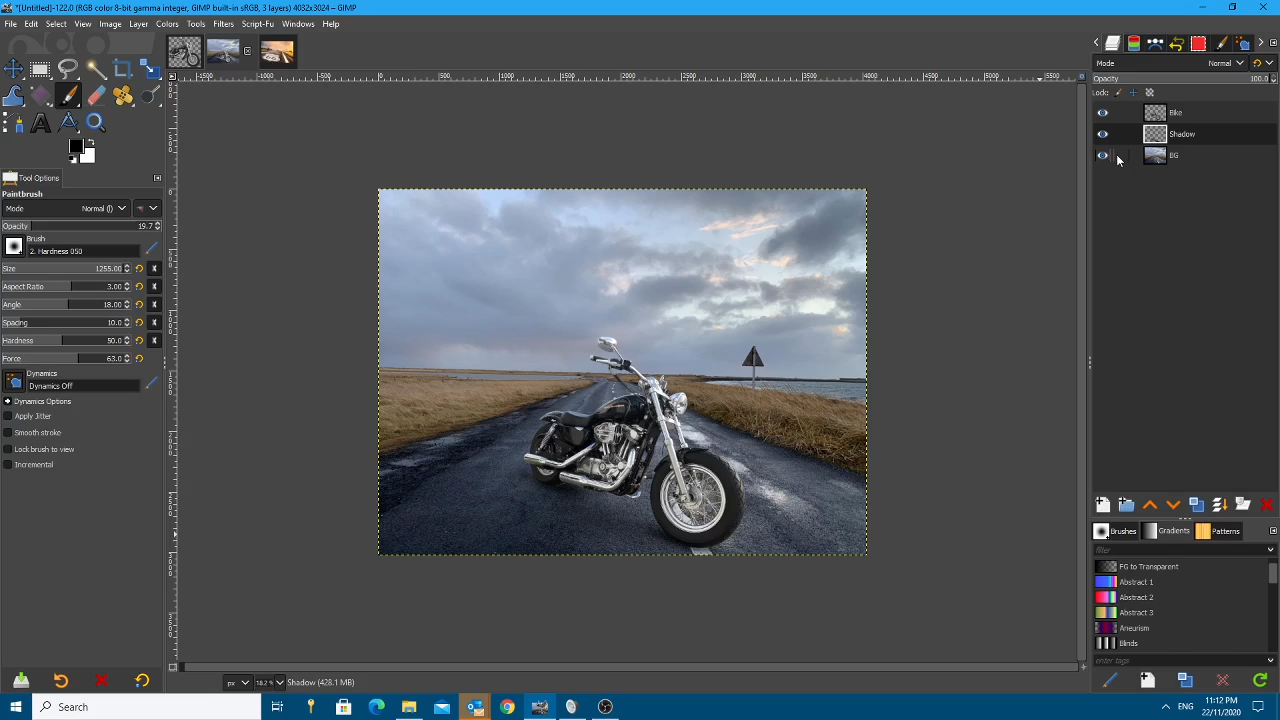 *[Untitled]-122.0 (RGB color 8-bit gamma integer, GIMP built-in sRGB, 3 layers) 4032x3024 – GIMP
File Edit Select View Image Layer Colors Tools Filters Script-Fu Windows Help
Mode Normal
Opacity 100.0
Lock:
Bike
Shadow
BG
Tool Options
Paintbrush
Mode Normal (l)
Opacity 19.7
Brush
2. Hardness 050
Size 1255.00
Aspect Ratio 3.00
Angle 18.00
Spacing 10.0
Hardness 50.0
Force 63.0
Dynamics
Dynamics Off
Dynamics Options
Apply Jitter
Smooth stroke
Lock brush to view
Incremental
Brushes Gradients Patterns
filter
FG to Transparent
Abstract 1
Abstract 2
Abstract 3
Aneurism
Blinds
enter tags
px 18.2 % Shadow (428.1 MB)
Search
ENG
11:12 PM
22/11/2020